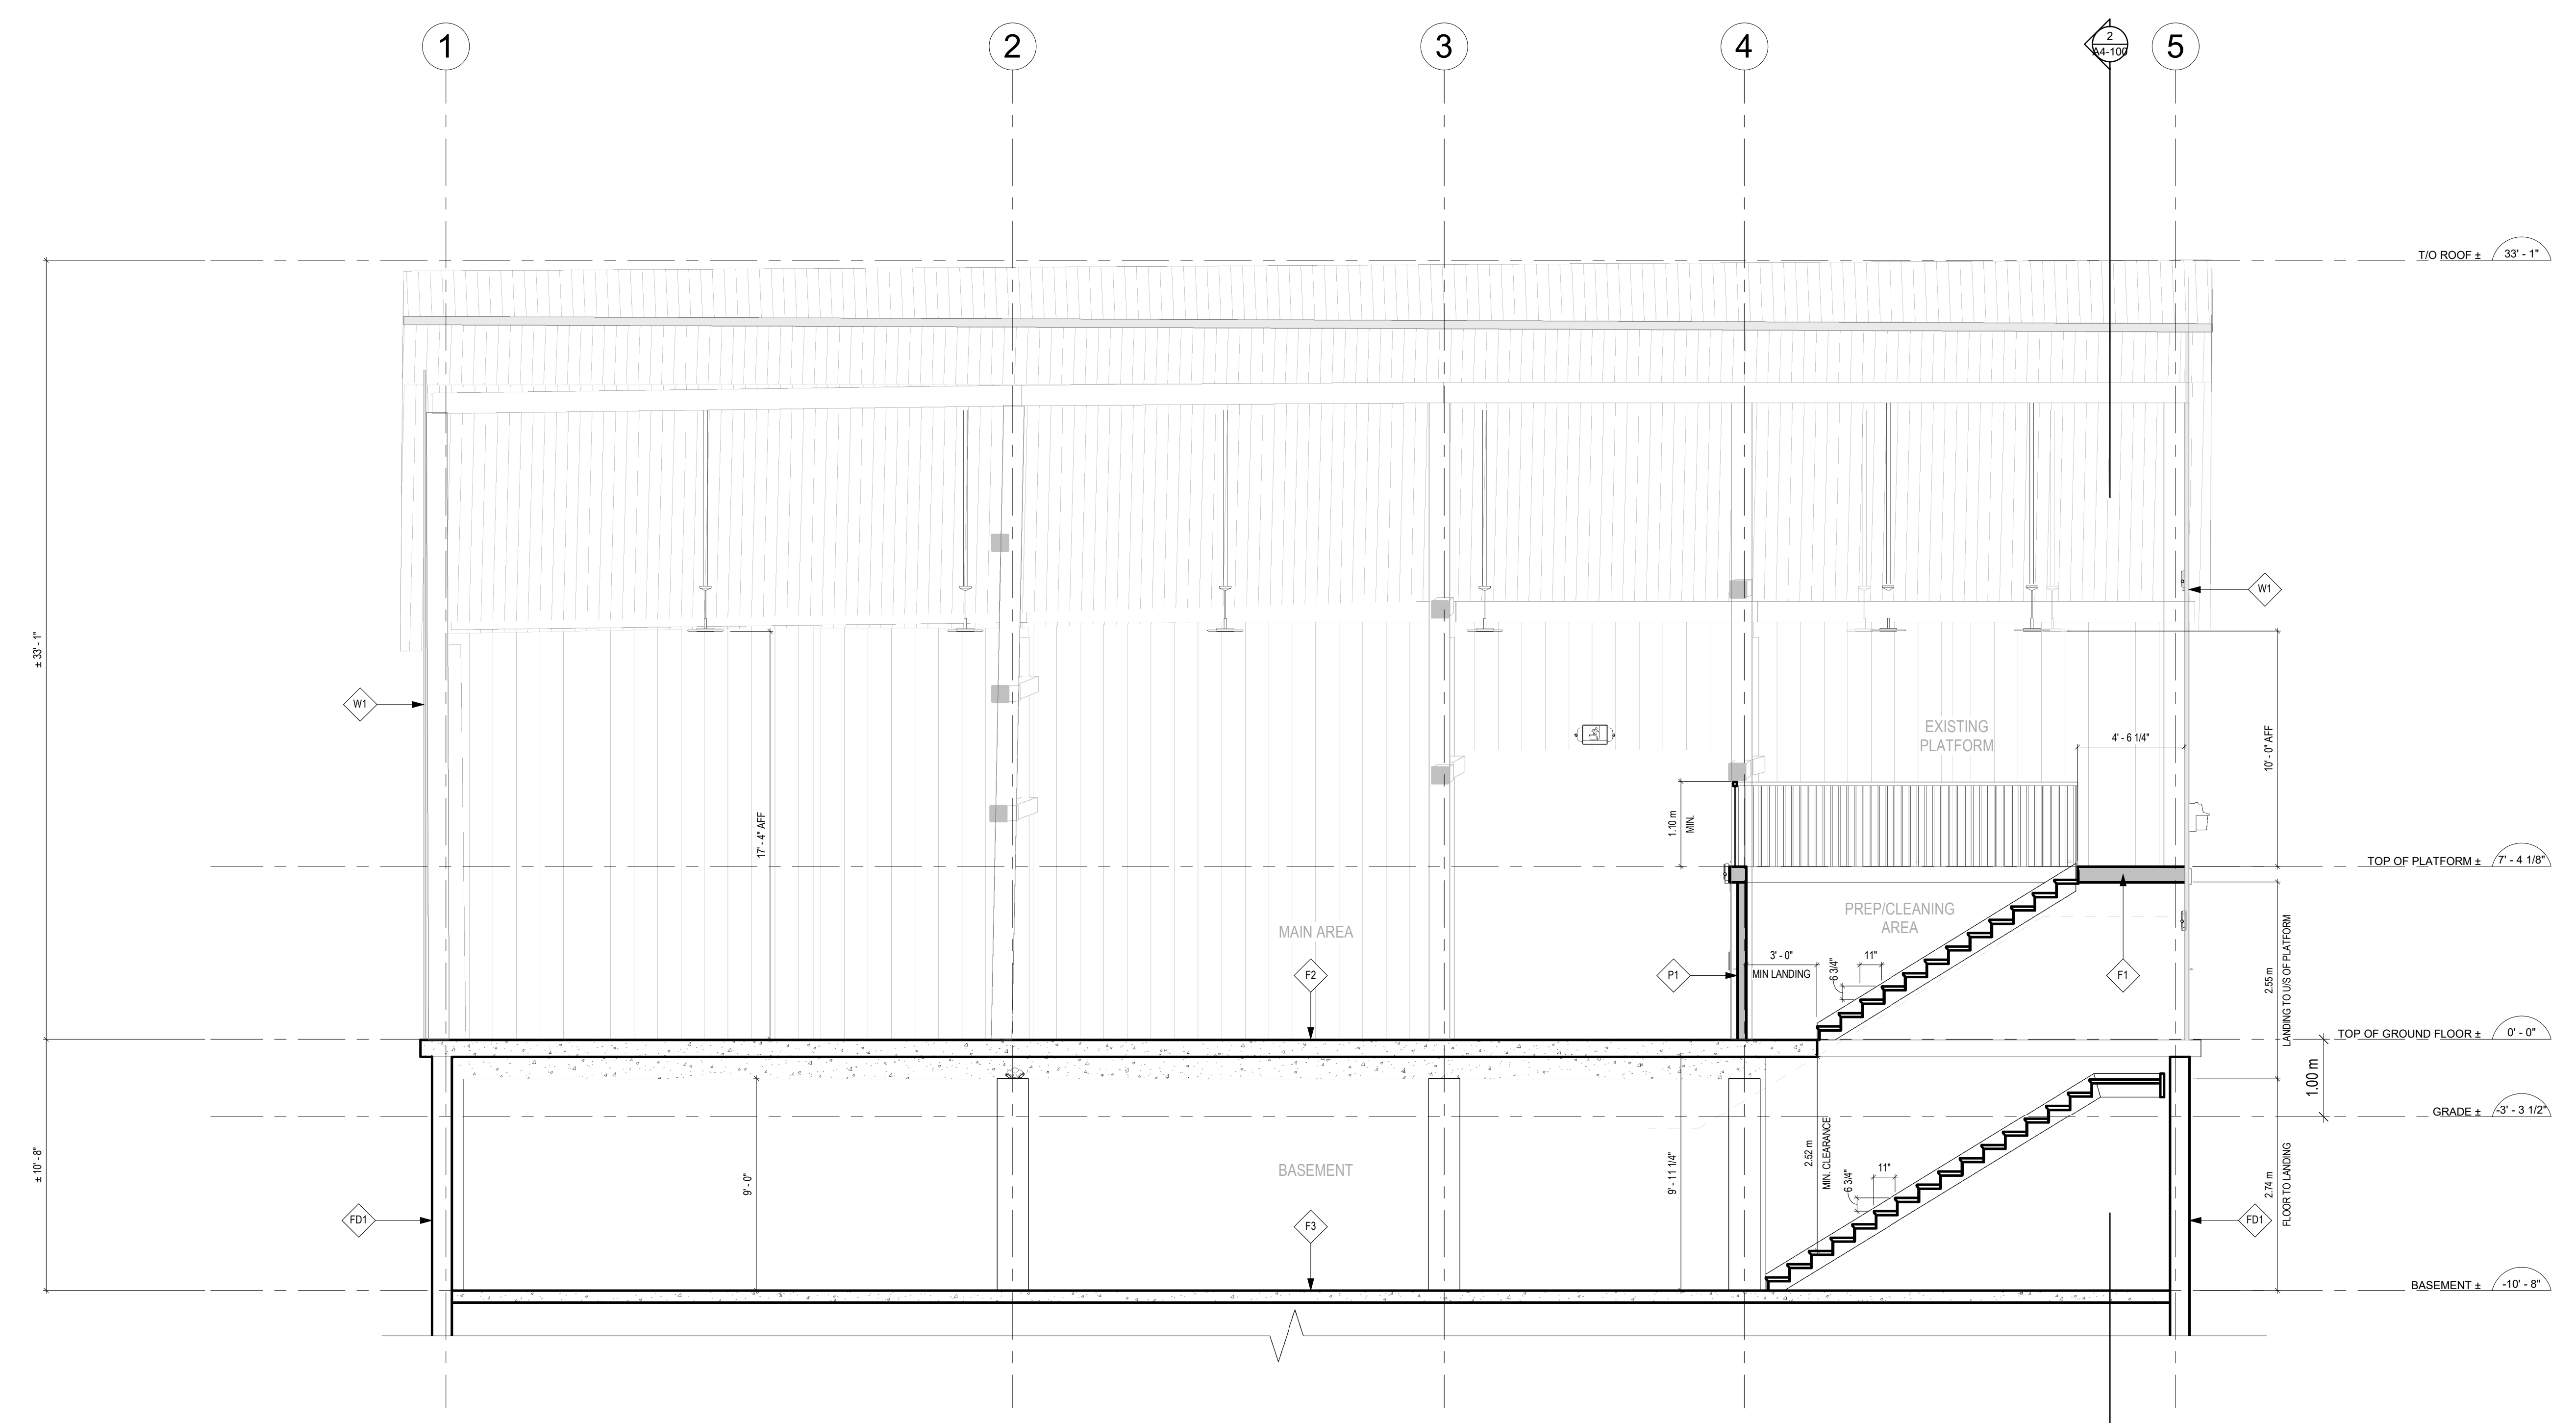 1
2
3
4
2
A4-100
5
T/O ROOF ± 33' - 1"
± 33' - 1"
W1
W1
17' - 4" AFF
EXISTING
PLATFORM
4' - 6 1/4"
10' - 0" AFF
1.10 m
MIN.
TOP OF PLATFORM ± 7' - 4 1/8"
MAIN AREA
PREP/CLEANING
AREA
F2
P1
3' - 0"
MIN LANDING
6 3/4"
11"
F1
2.55 m
LANDING TO U/S OF PLATFORM
TOP OF GROUND FLOOR ± 0' - 0"
1.00 m
GRADE ± -3' - 3 1/2"
± 10' - 8"
9' - 0"
BASEMENT
9' - 11 1/4"
2.52 m
MIN. CLEARANCE
6 3/4"
11"
2.74 m
FLOOR TO LANDING
FD1
F3
FD1
BASEMENT ± -10' - 8"